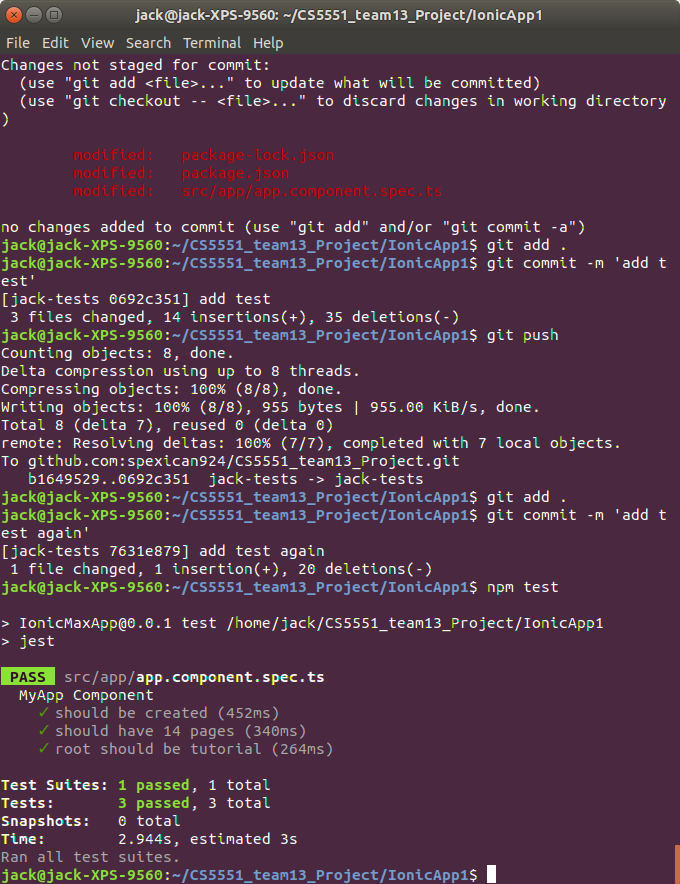 jack@jack-XPS-9560: ~/CS5551_team13_Project/IonicApp1
File Edit View Search Terminal Help
Changes not staged for commit:
  (use "git add <file>..." to update what will be committed)
  (use "git checkout -- <file>..." to discard changes in working directory
)
        modified:   package-lock.json
        modified:   package.json
        modified:   src/app/app.component.spec.ts
no changes added to commit (use "git add" and/or "git commit -a")
jack@jack-XPS-9560:~/CS5551_team13_Project/IonicApp1$ git add .
jack@jack-XPS-9560:~/CS5551_team13_Project/IonicApp1$ git commit -m 'add t
est'
[jack-tests 0692c351] add test
 3 files changed, 14 insertions(+), 35 deletions(-)
jack@jack-XPS-9560:~/CS5551_team13_Project/IonicApp1$ git push
Counting objects: 8, done.
Delta compression using up to 8 threads.
Compressing objects: 100% (8/8), done.
Writing objects: 100% (8/8), 955 bytes | 955.00 KiB/s, done.
Total 8 (delta 7), reused 0 (delta 0)
remote: Resolving deltas: 100% (7/7), completed with 7 local objects.
To github.com:spexican924/CS5551_team13_Project.git
   b1649529..0692c351  jack-tests -> jack-tests
jack@jack-XPS-9560:~/CS5551_team13_Project/IonicApp1$ git add .
jack@jack-XPS-9560:~/CS5551_team13_Project/IonicApp1$ git commit -m 'add t
est again'
[jack-tests 7631e879] add test again
 1 file changed, 1 insertion(+), 20 deletions(-)
jack@jack-XPS-9560:~/CS5551_team13_Project/IonicApp1$ npm test
> IonicMaxApp@0.0.1 test /home/jack/CS5551_team13_Project/IonicApp1
> jest
PASS src/app/app.component.spec.ts
  MyApp Component
    ✓ should be created (452ms)
    ✓ should have 14 pages (340ms)
    ✓ root should be tutorial (264ms)
Test Suites: 1 passed, 1 total
Tests:       3 passed, 3 total
Snapshots:   0 total
Time:        2.944s, estimated 3s
Ran all test suites.
jack@jack-XPS-9560:~/CS5551_team13_Project/IonicApp1$